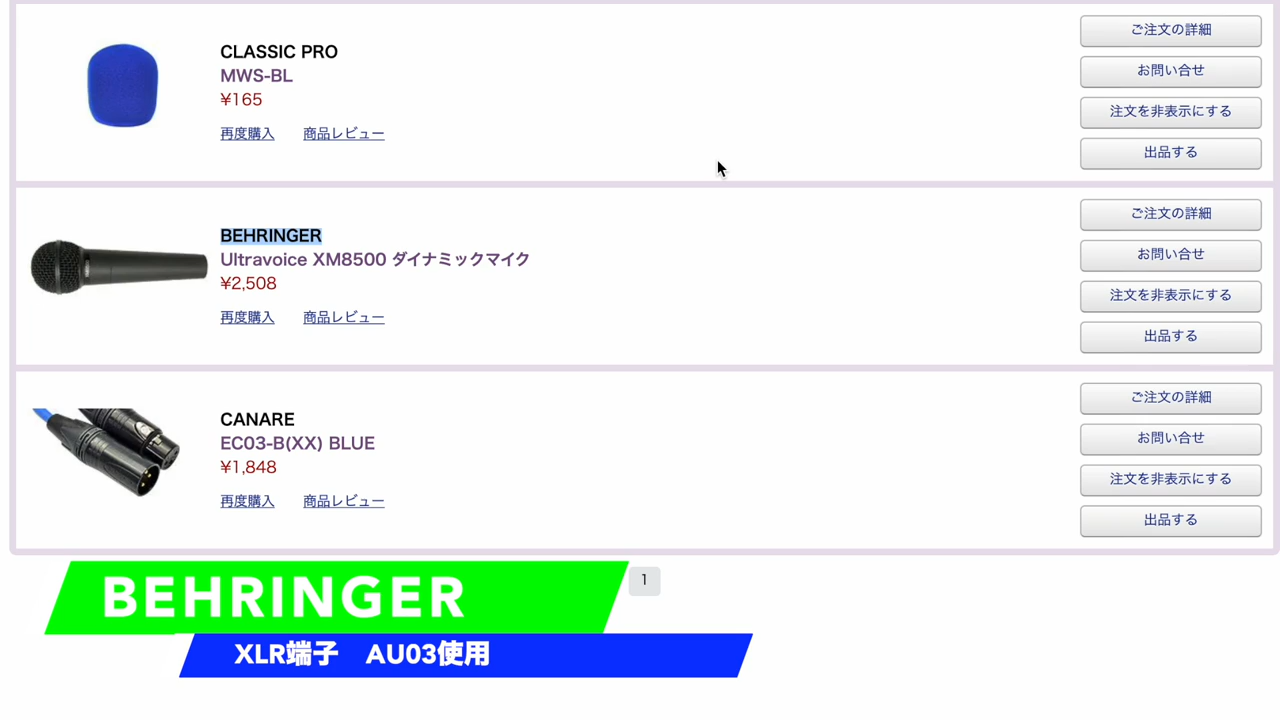 CLASSIC PRO
MWS-BL
¥165
再度購入 商品レビュー
ご注文の詳細
お問い合せ
注文を非表示にする
出品する
BEHRINGER
Ultravoice XM8500 ダイナミックマイク
¥2,508
再度購入 商品レビュー
ご注文の詳細
お問い合せ
注文を非表示にする
出品する
CANARE
EC03-B(XX) BLUE
¥1,848
再度購入 商品レビュー
ご注文の詳細
お問い合せ
注文を非表示にする
出品する
1
BEHRINGER
XLR端子 AU03使用